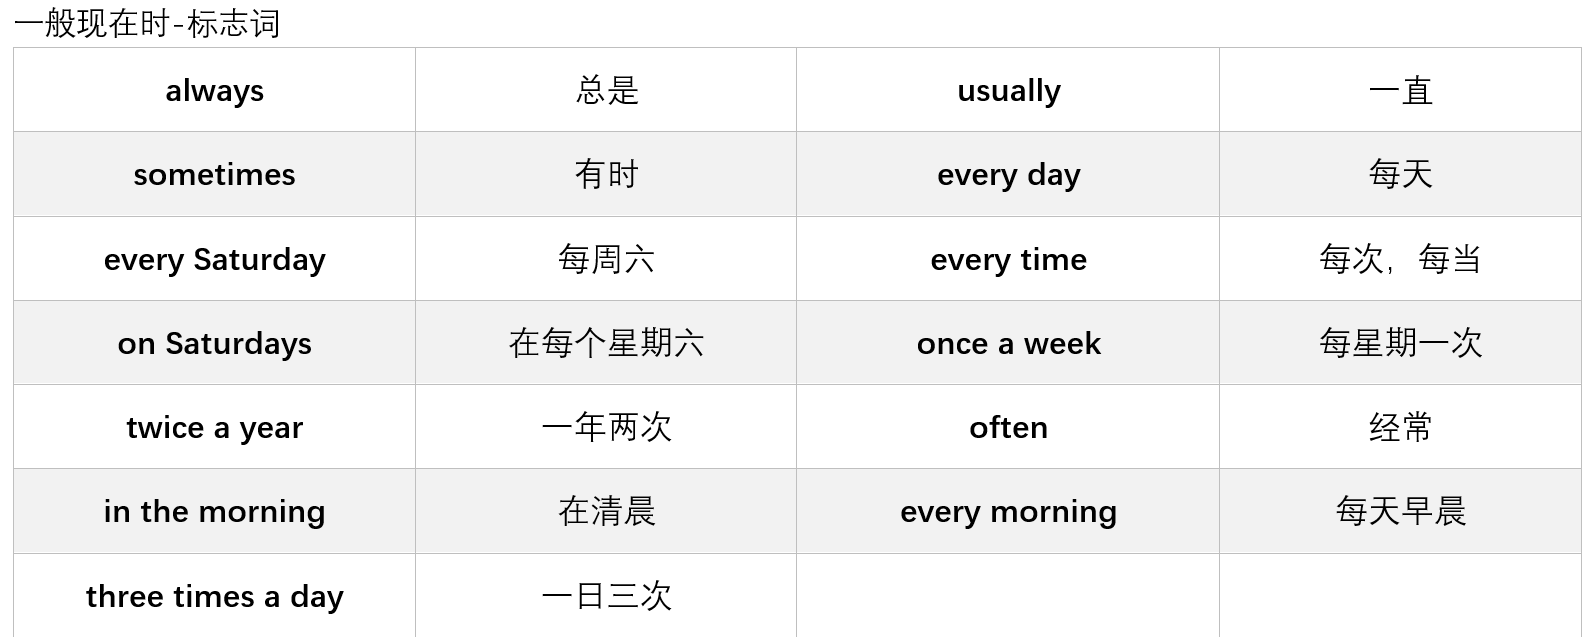 一般现在时-标志词
always 总是 usually 一直
sometimes 有时 every day 每天
every Saturday 每周六 every time 每次，每当
on Saturdays 在每个星期六 once a week 每星期一次
twice a year 一年两次 often 经常
in the morning 在清晨 every morning 每天早晨
three times a day 一日三次